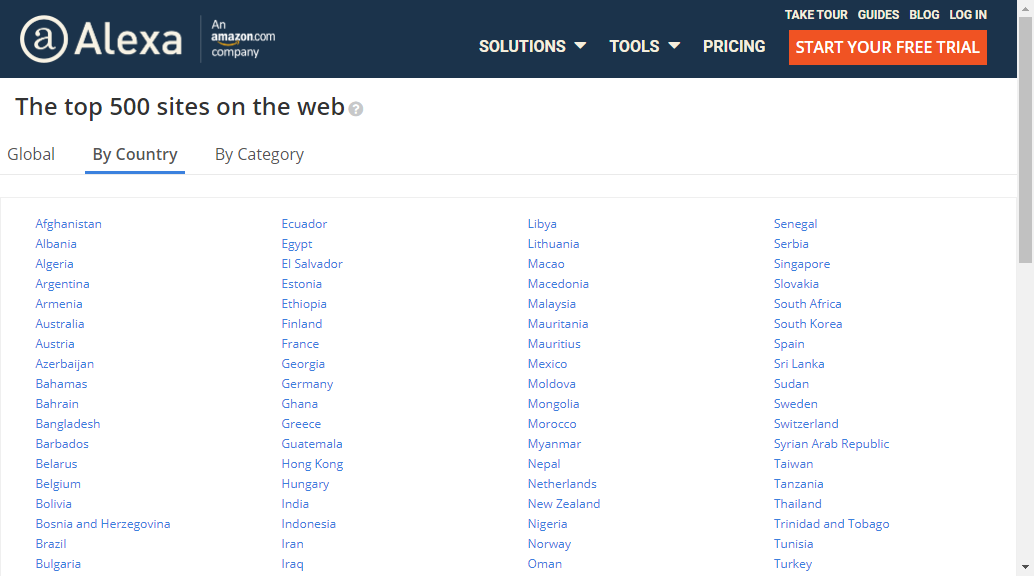 Alexa
An
amazon.com
company
TAKE TOUR GUIDES BLOG LOG IN
SOLUTIONS TOOLS PRICING START YOUR FREE TRIAL
The top 500 sites on the web
Global By Country By Category
Afghanistan
Albania
Algeria
Argentina
Armenia
Australia
Austria
Azerbaijan
Bahamas
Bahrain
Bangladesh
Barbados
Belarus
Belgium
Bolivia
Bosnia and Herzegovina
Brazil
Bulgaria
Ecuador
Egypt
El Salvador
Estonia
Ethiopia
Finland
France
Georgia
Germany
Ghana
Greece
Guatemala
Hong Kong
Hungary
India
Indonesia
Iran
Iraq
Libya
Lithuania
Macao
Macedonia
Malaysia
Mauritania
Mauritius
Mexico
Moldova
Mongolia
Morocco
Myanmar
Nepal
Netherlands
New Zealand
Nigeria
Norway
Oman
Senegal
Serbia
Singapore
Slovakia
South Africa
South Korea
Spain
Sri Lanka
Sudan
Sweden
Switzerland
Syrian Arab Republic
Taiwan
Tanzania
Thailand
Trinidad and Tobago
Tunisia
Turkey